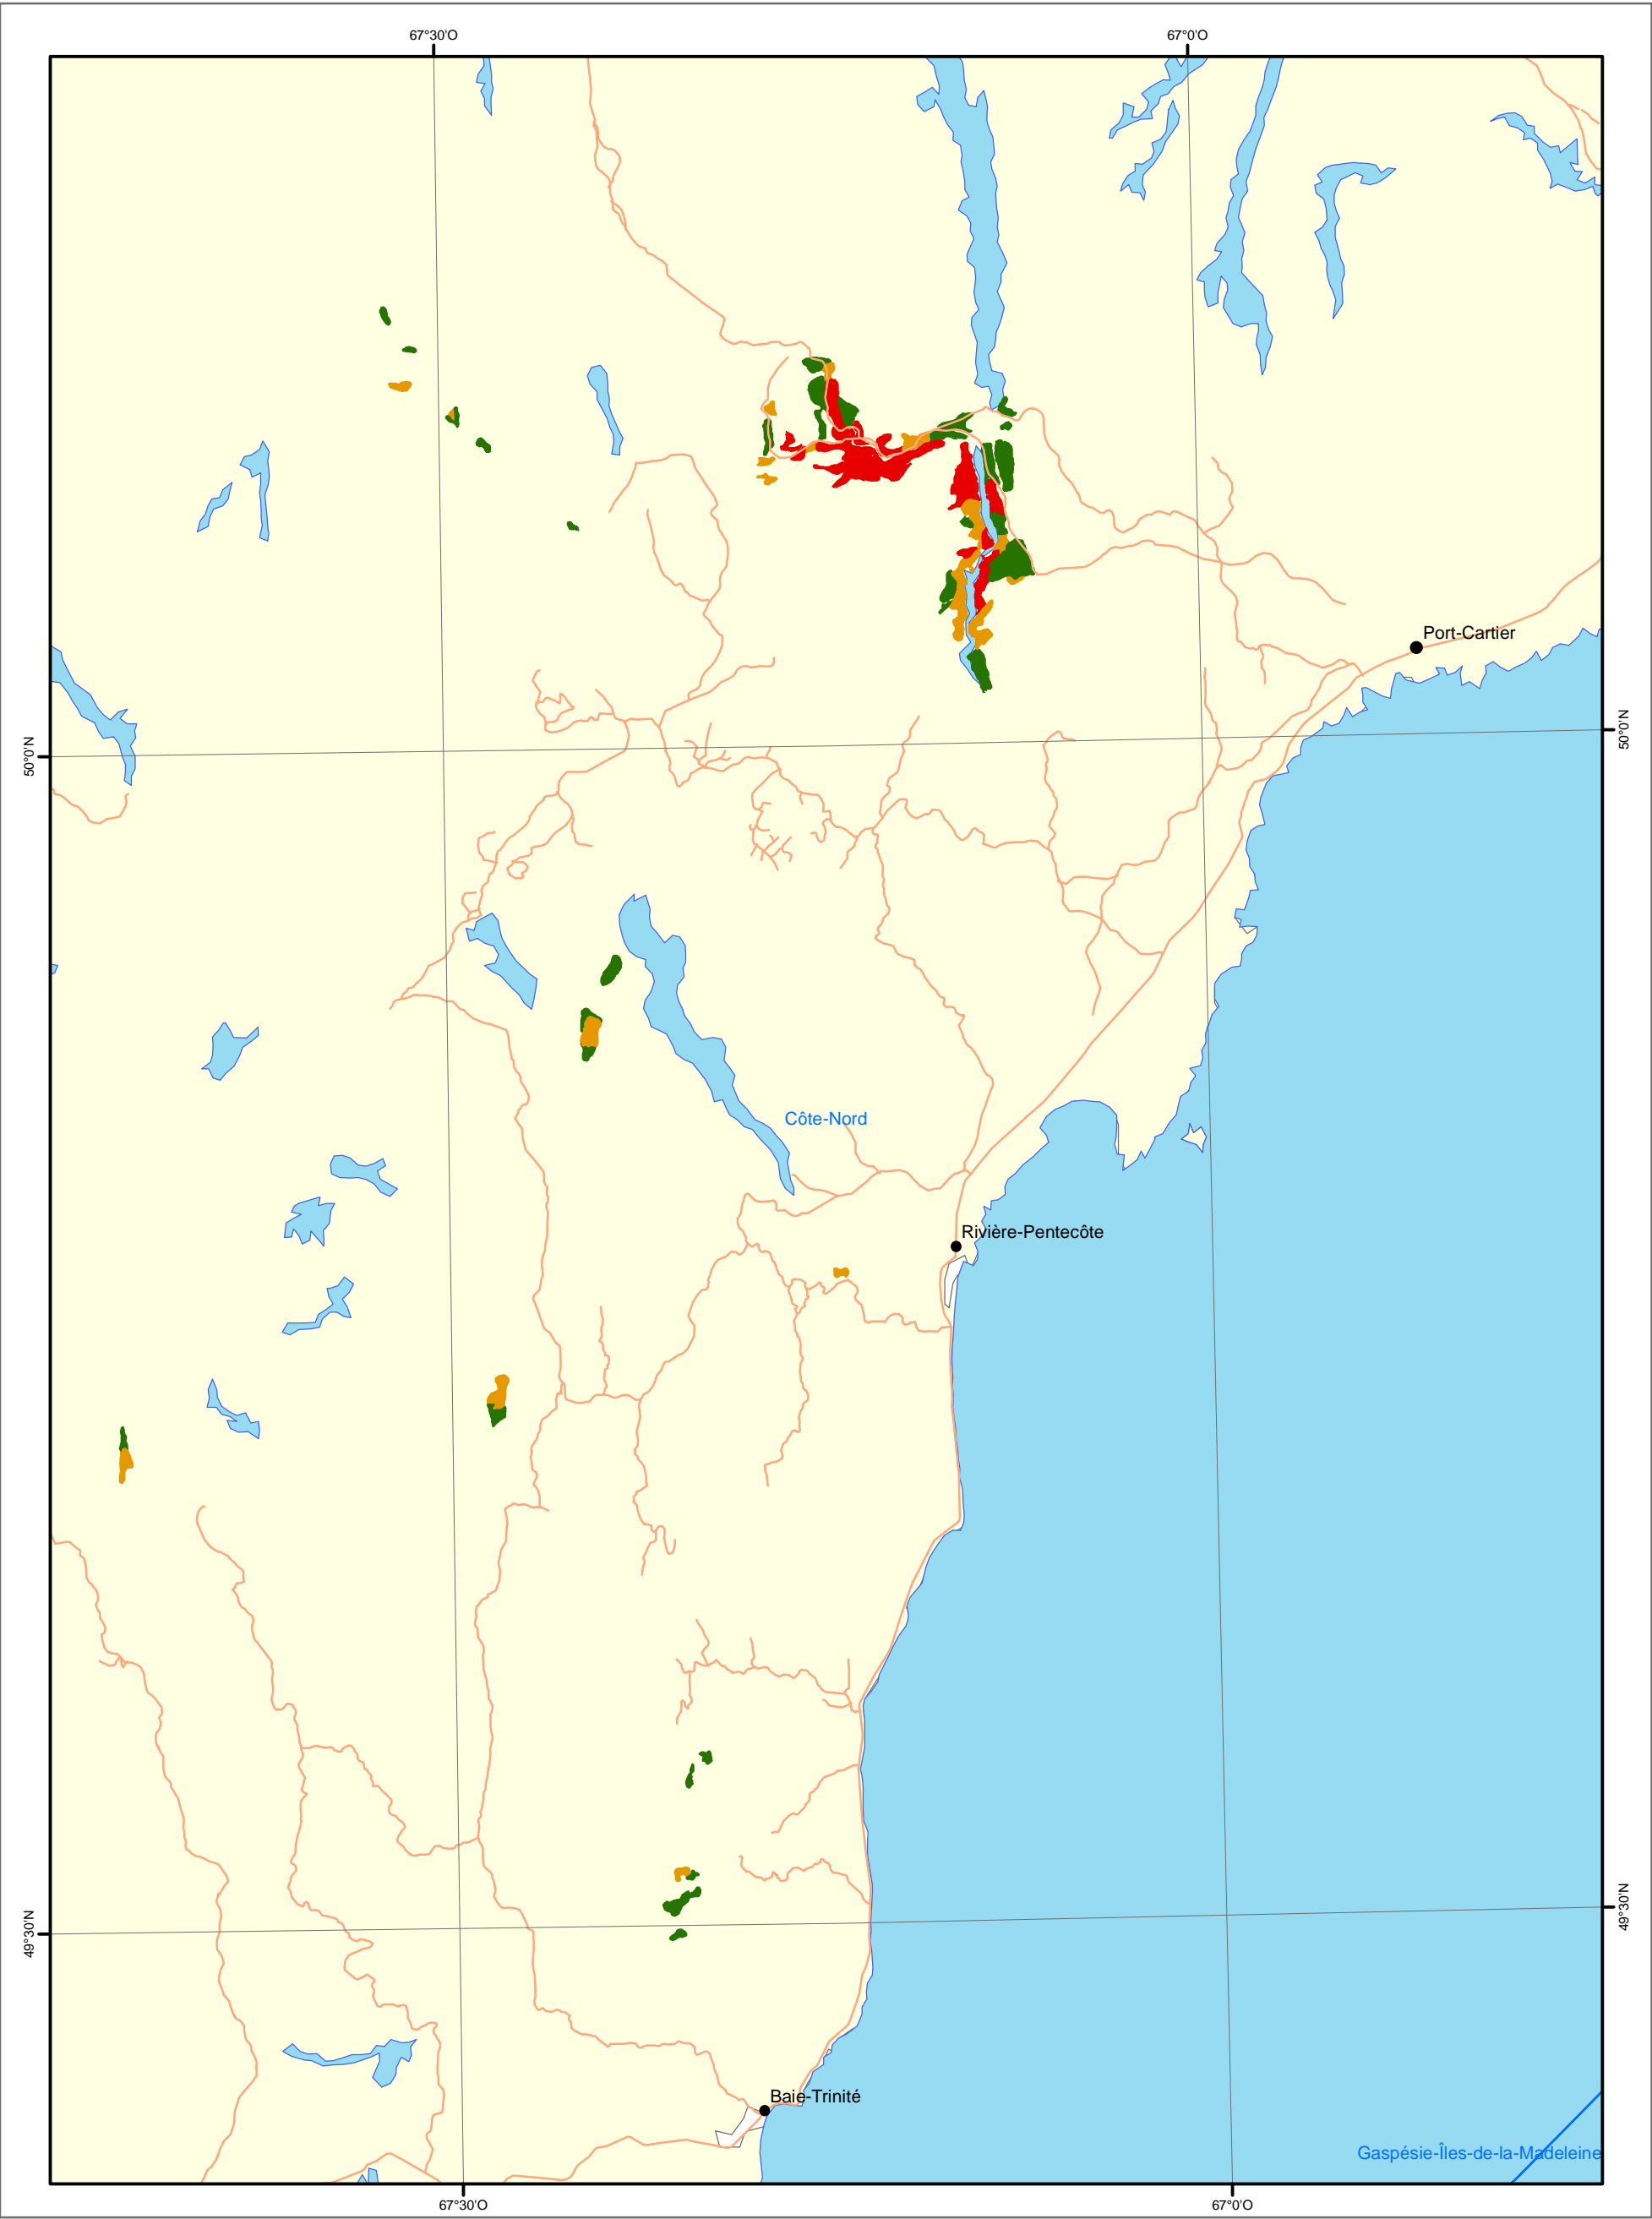 67°30'O
67°0'O
Port-Cartier
50°0'N
50°0'N
Côte-Nord
Rivière-Pentecôte
49°30'N
49°30'N
Baie-Trinité
Gaspésie-Îles-de-la-Madeleine
67°30'O
67°0'O